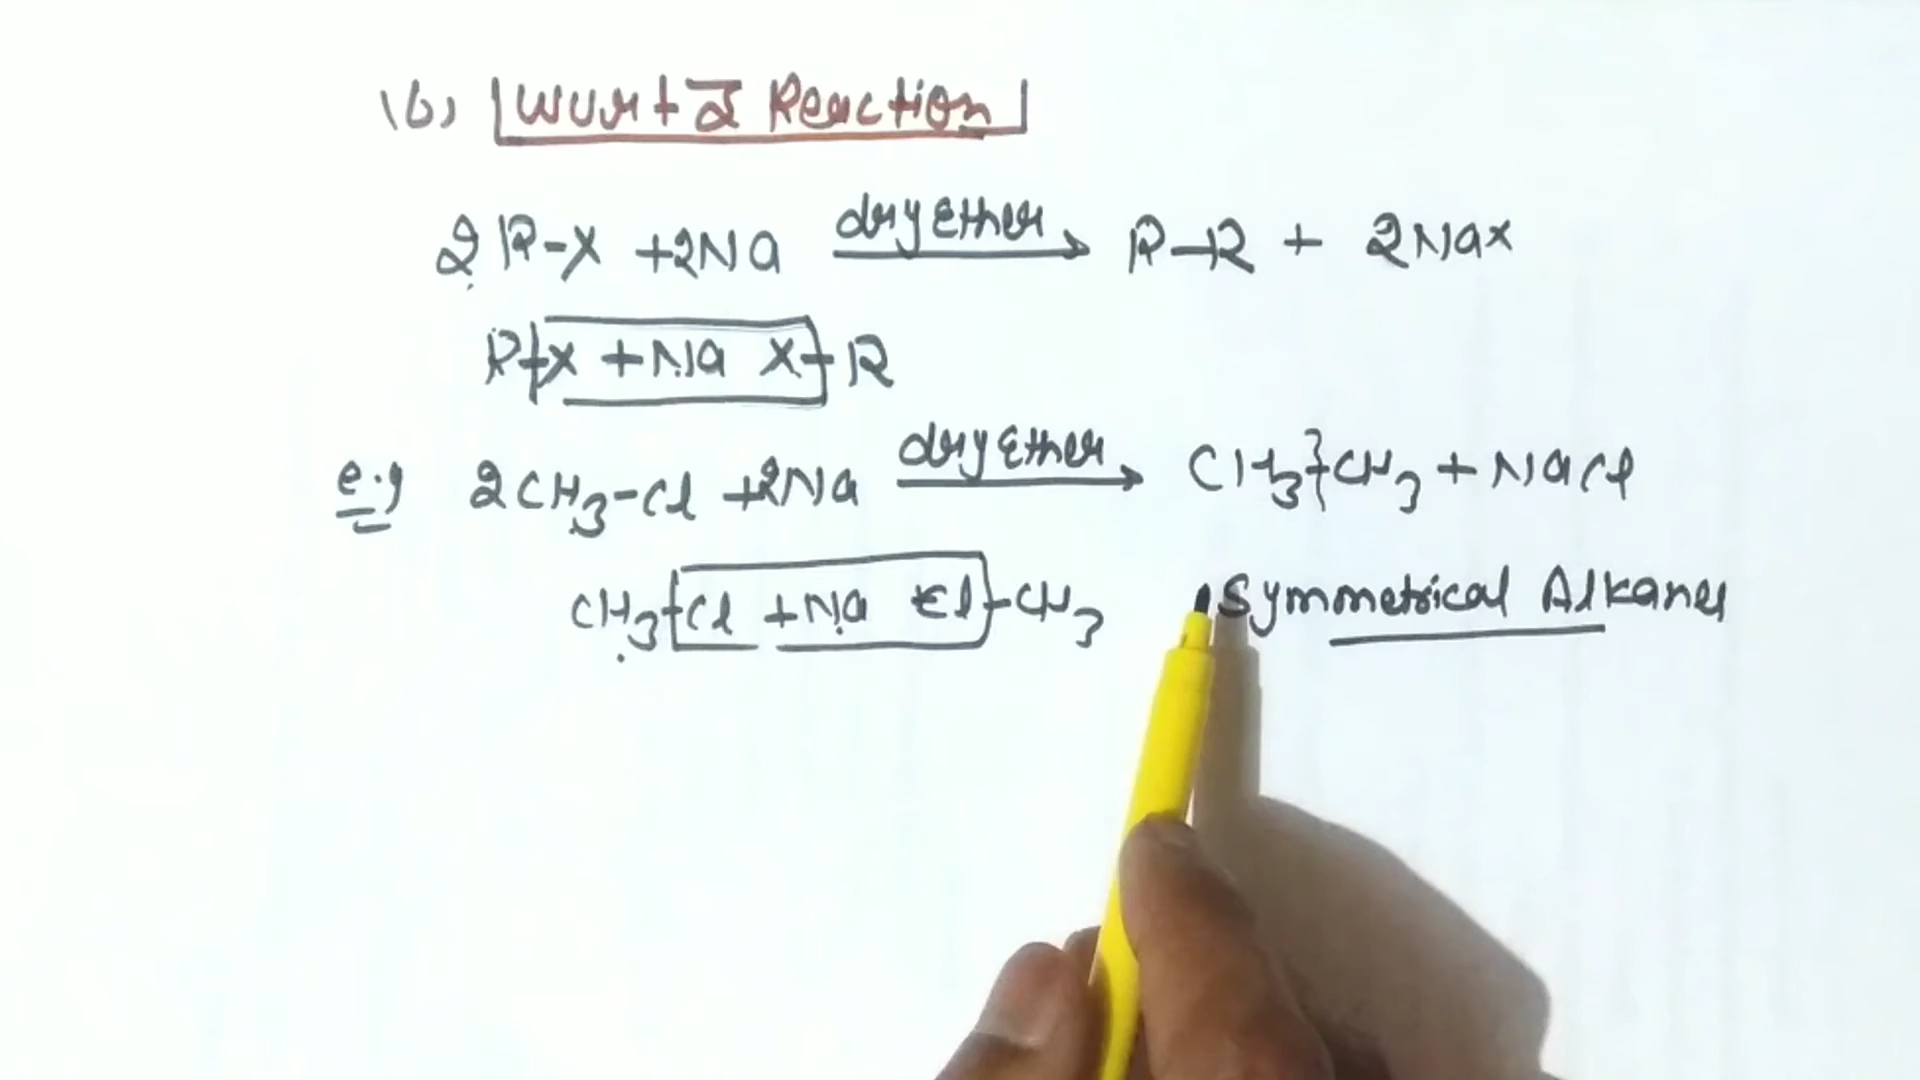 (b) Wurtz Reaction
2R-X +2Na dry Ether → R-R + 2NaX
R-X +Na X-R
e.g 2CH3-Cl +2Na dry Ether → CH3-CH3 + NaCl
CH3-Cl +Na Cl-CH3 Symmetrical Alkanes